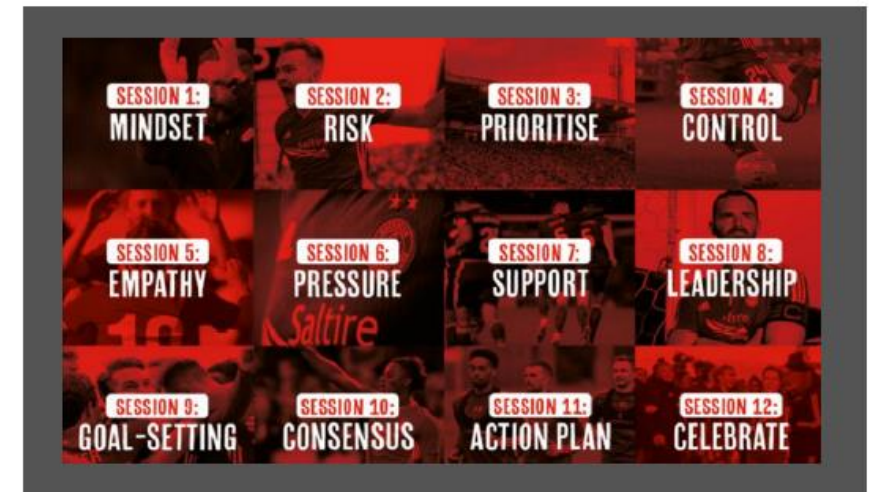 SESSION 1:
MINDSET
SESSION 2:
RISK
SESSION 3:
PRIORITISE
SESSION 4:
CONTROL
SESSION 5:
EMPATHY
10
SESSION 6:
PRESSURE
Saltire
SESSION 7:
SUPPORT
SESSION 8:
LEADERSHIP
SESSION 9:
GOAL-SETTING
SESSION 10:
CONSENSUS
SESSION 11:
ACTION PLAN
SESSION 12:
CELEBRATE